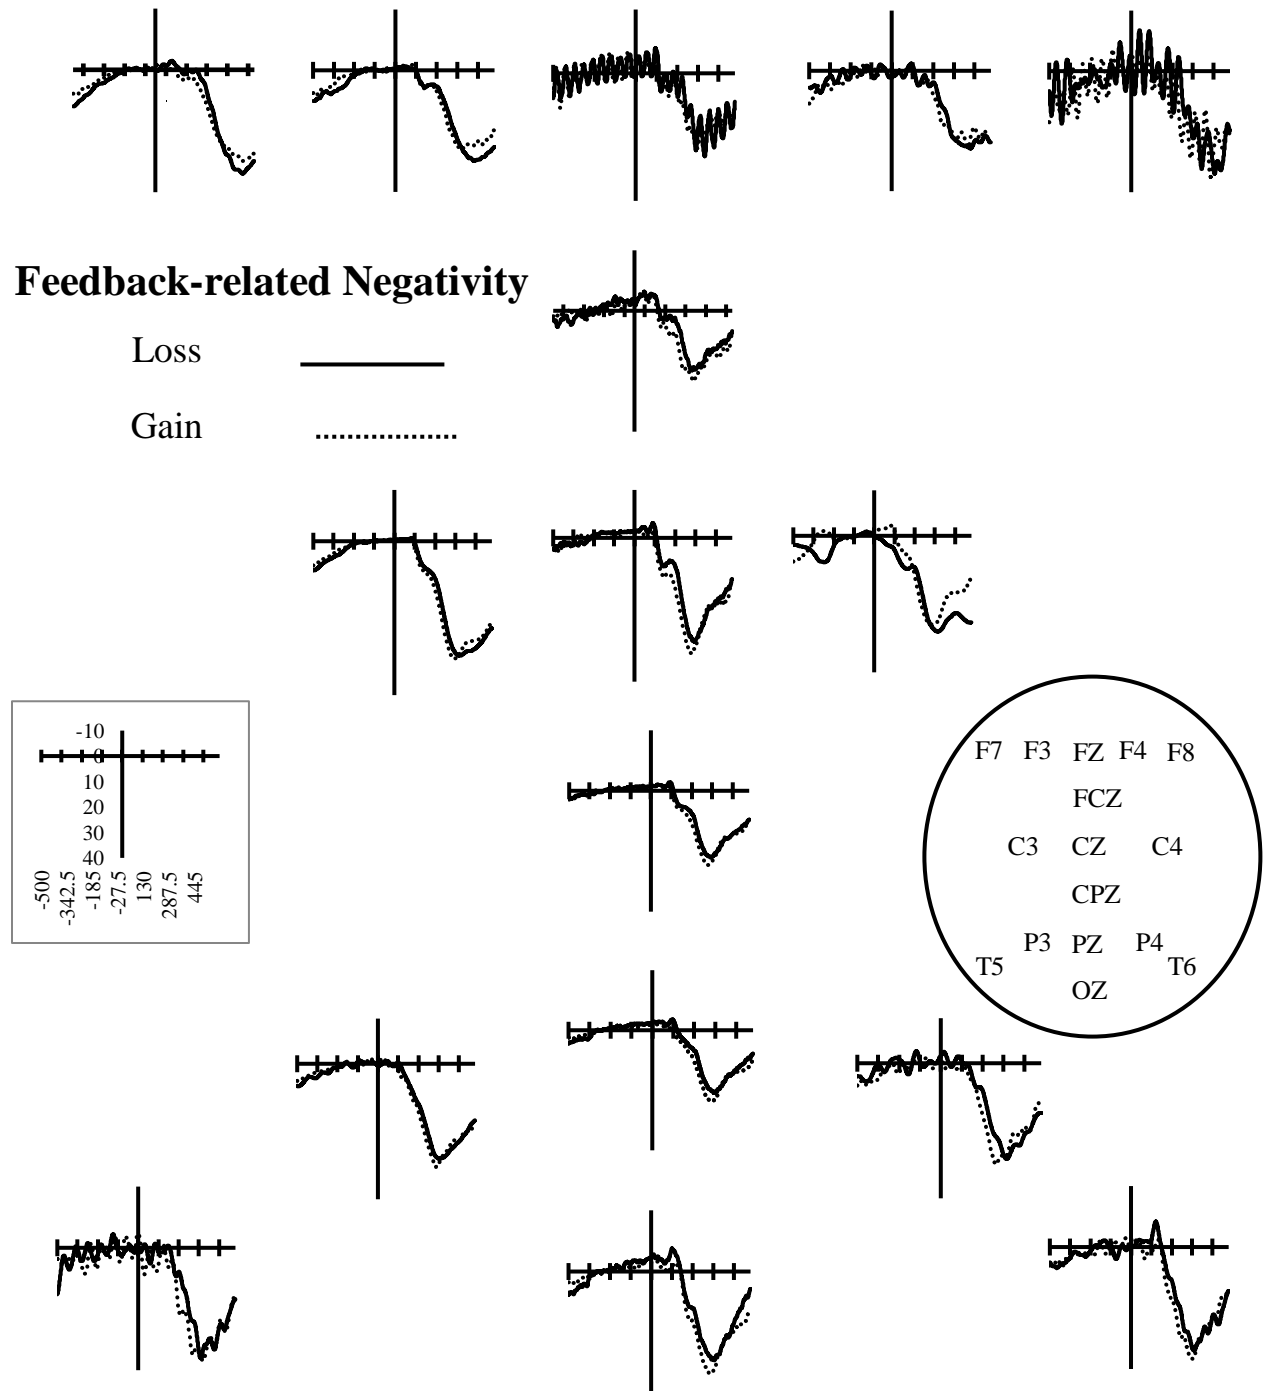 Feedback-related Negativity
Loss
Gain
-10
0
10
20
30
40
-500
-342.5
-185
-27.5
130
287.5
445
F7 F3 FZ F4 F8
FCZ
C3 CZ C4
CPZ
P3 PZ P4
T5 T6
OZ